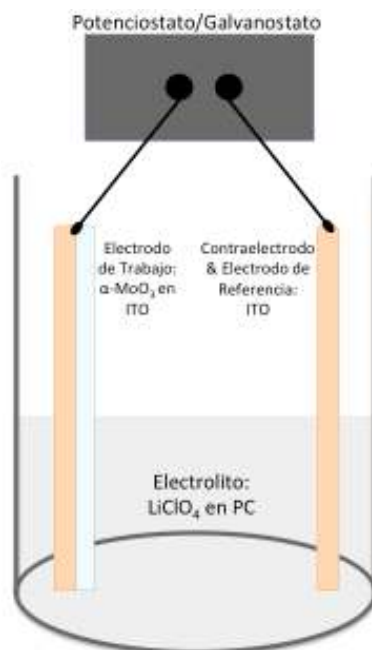 Potenciostato/Galvanostato
Electrodo
de Trabajo:
α-MoO₃ en
ITO
Contraelectrodo
& Electrodo de
Referencia:
ITO
Electrolito:
LiClO₄ en PC